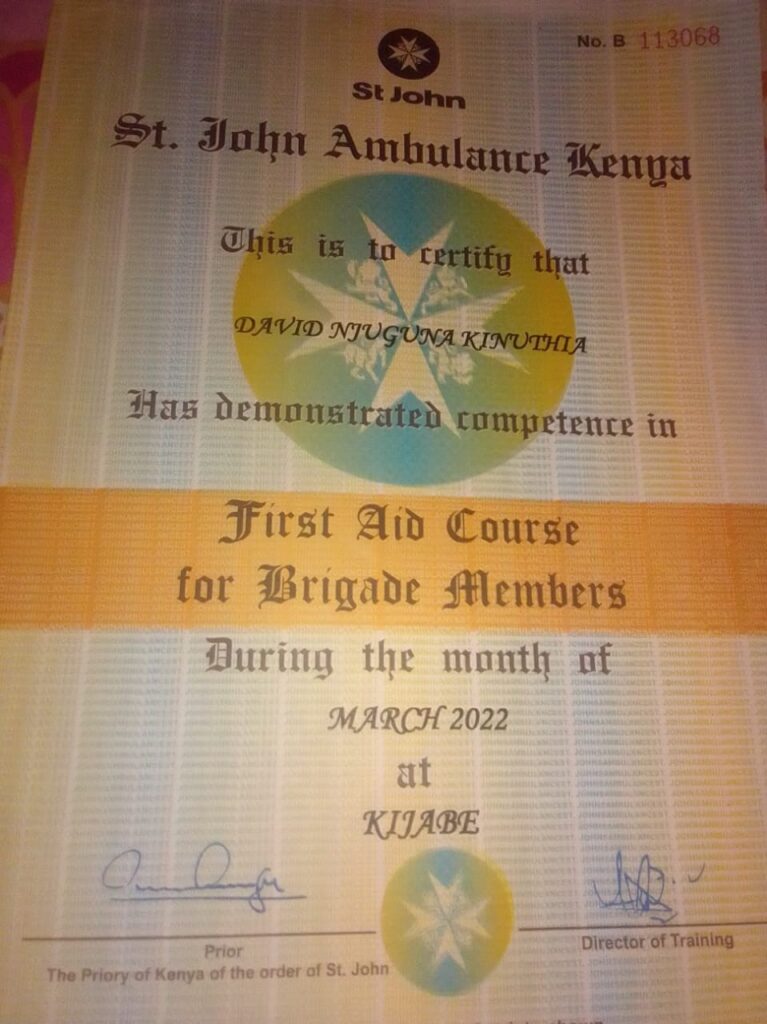 No. B 113068
St John
St. John Ambulance Kenya
This is to certify that
DAVID NJUGUNA KINUTHIA
Has demonstrated competence in
First Aid Course
for Brigade Members
During the month of
MARCH 2022
at
KIJABE
Prior
The Priory of Kenya of the order of St. John
Director of Training